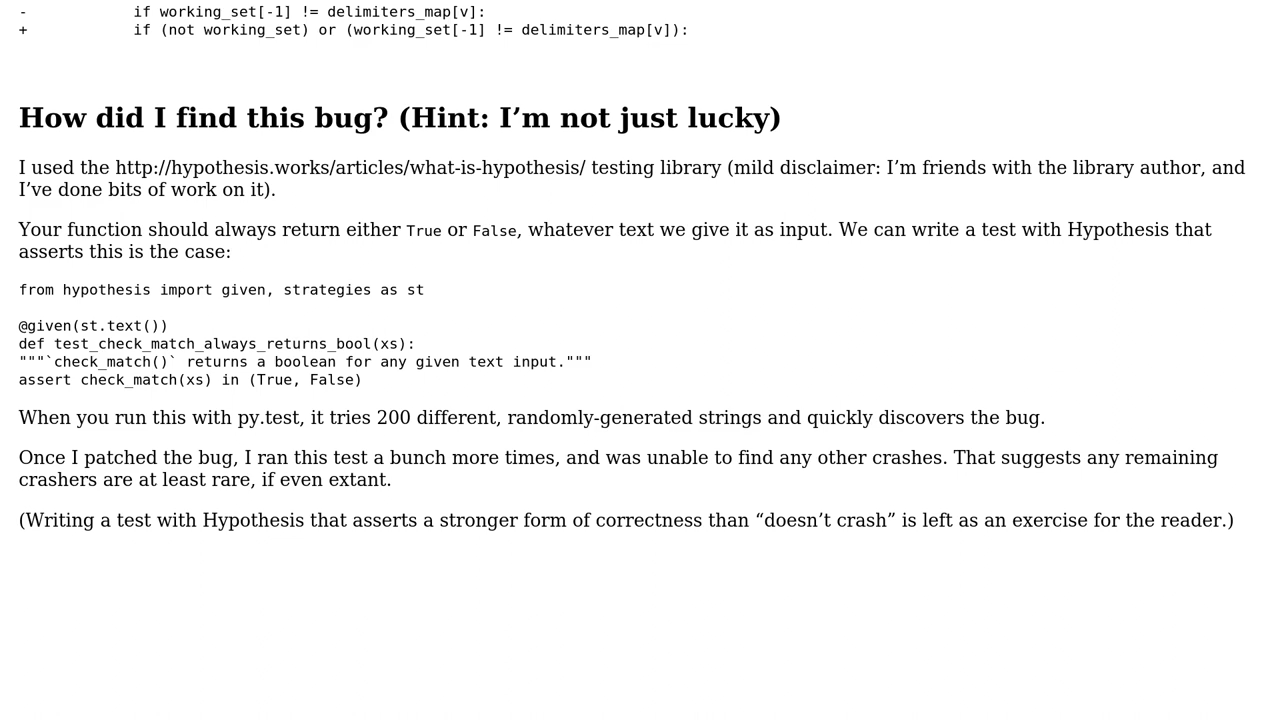 -            if working_set[-1] != delimiters_map[v]:
+            if (not working_set) or (working_set[-1] != delimiters_map[v]):
How did I find this bug? (Hint: I’m not just lucky)
I used the http://hypothesis.works/articles/what-is-hypothesis/ testing library (mild disclaimer: I’m friends with the library author, and
I’ve done bits of work on it).
Your function should always return either True or False, whatever text we give it as input. We can write a test with Hypothesis that
asserts this is the case:
from hypothesis import given, strategies as st
@given(st.text())
def test_check_match_always_returns_bool(xs):
"""`check_match()` returns a boolean for any given text input."""
assert check_match(xs) in (True, False)
When you run this with py.test, it tries 200 different, randomly-generated strings and quickly discovers the bug.
Once I patched the bug, I ran this test a bunch more times, and was unable to find any other crashes. That suggests any remaining
crashers are at least rare, if even extant.
(Writing a test with Hypothesis that asserts a stronger form of correctness than “doesn’t crash” is left as an exercise for the reader.)